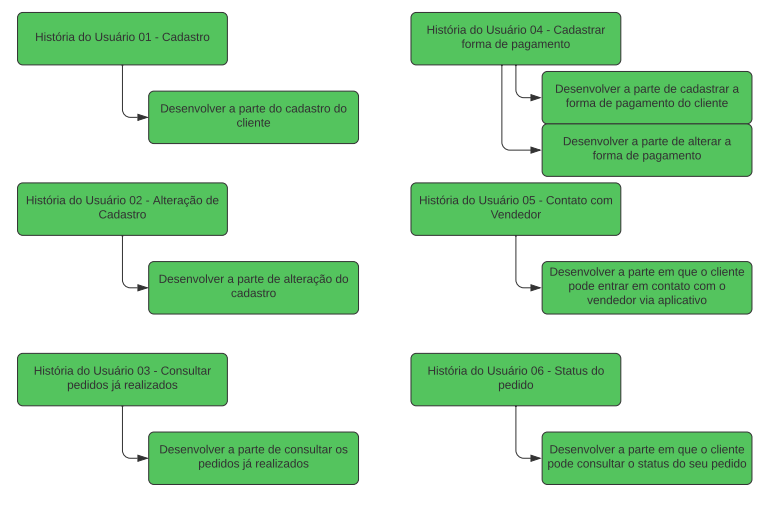 História do Usuário 01 - Cadastro
Desenvolver a parte do cadastro do
cliente
História do Usuário 02 - Alteração de
Cadastro
Desenvolver a parte de alteração do
cadastro
História do Usuário 03 - Consultar
pedidos já realizados
Desenvolver a parte de consultar os
pedidos já realizados
História do Usuário 04 - Cadastrar
forma de pagamento
Desenvolver a parte de cadastrar a
forma de pagamento do cliente
Desenvolver a parte de alterar a
forma de pagamento
História do Usuário 05 - Contato com
Vendedor
Desenvolver a parte em que o cliente
pode entrar em contato com o
vendedor via aplicativo
História do Usuário 06 - Status do
pedido
Desenvolver a parte em que o cliente
pode consultar o status do seu pedido